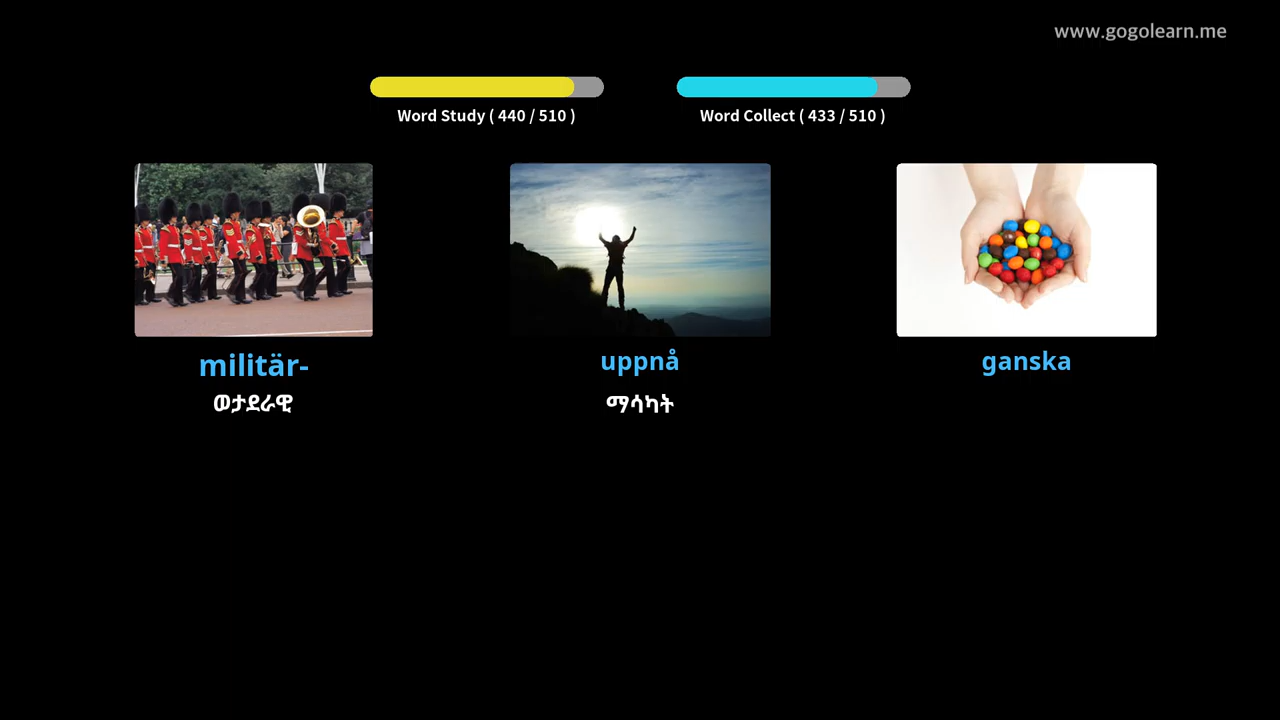 www.gogolearn.me
Word Study ( 440 / 510 )
Word Collect ( 433 / 510 )
militär-
uppnå
ganska
ወታደራዊ
ማሳካት